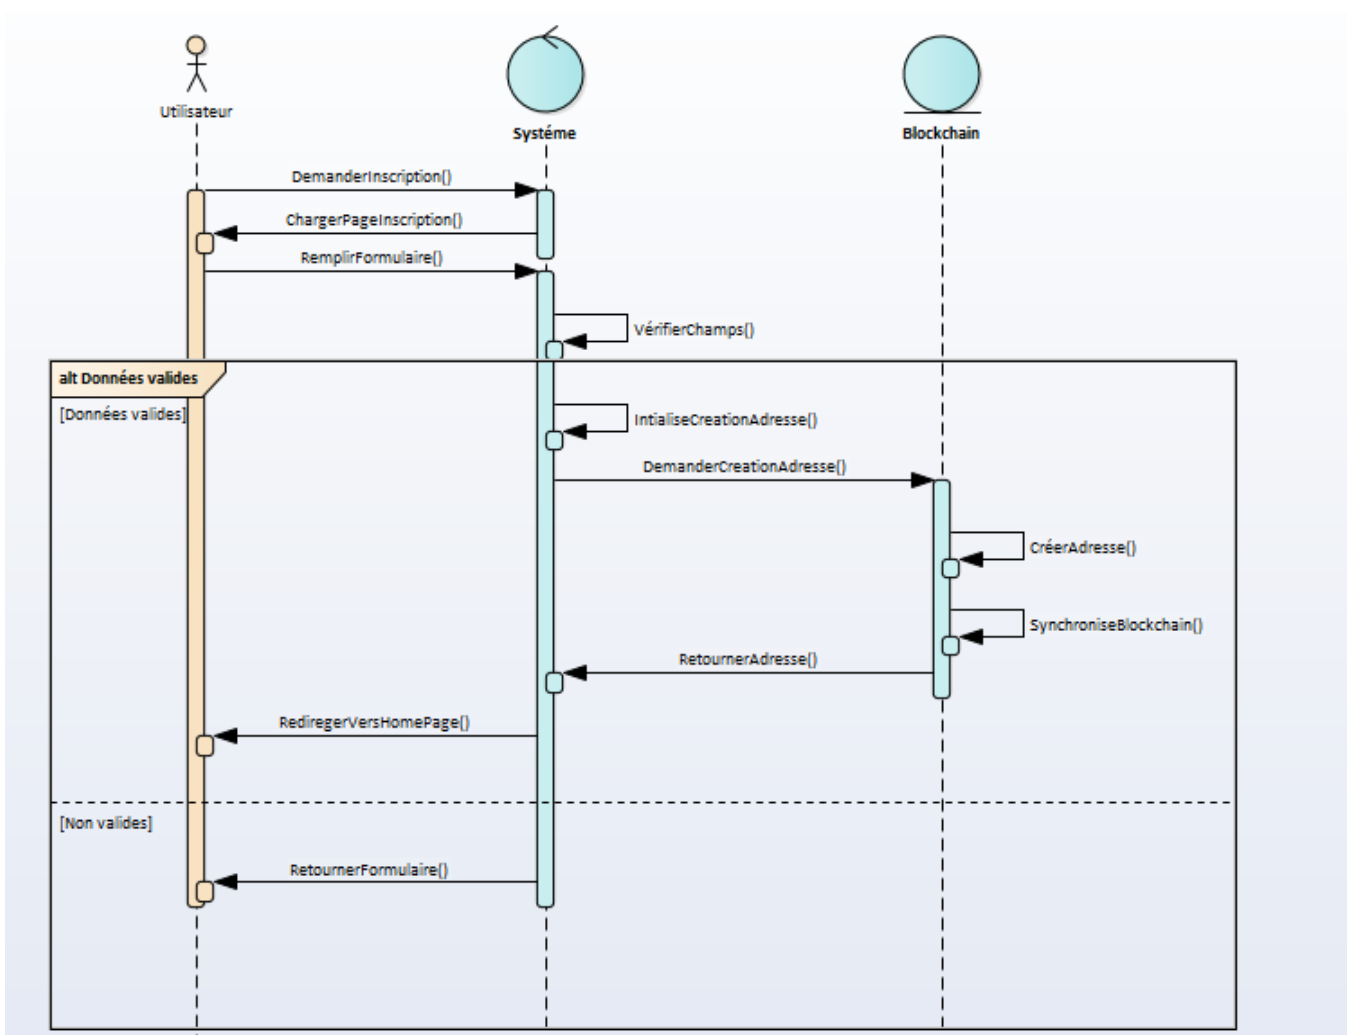 Utilisateur
Systéme
Blockchain
DemanderInscription()
ChargerPageInscription()
RemplirFormulaire()
VérifierChamps()
alt Données valides
[Données valides]
IntialiseCreationAdresse()
DemanderCreationAdresse()
CréerAdresse()
SynchroniseBlockchain()
RetournerAdresse()
RediregerVersHomePage()
[Non valides]
RetournerFormulaire()